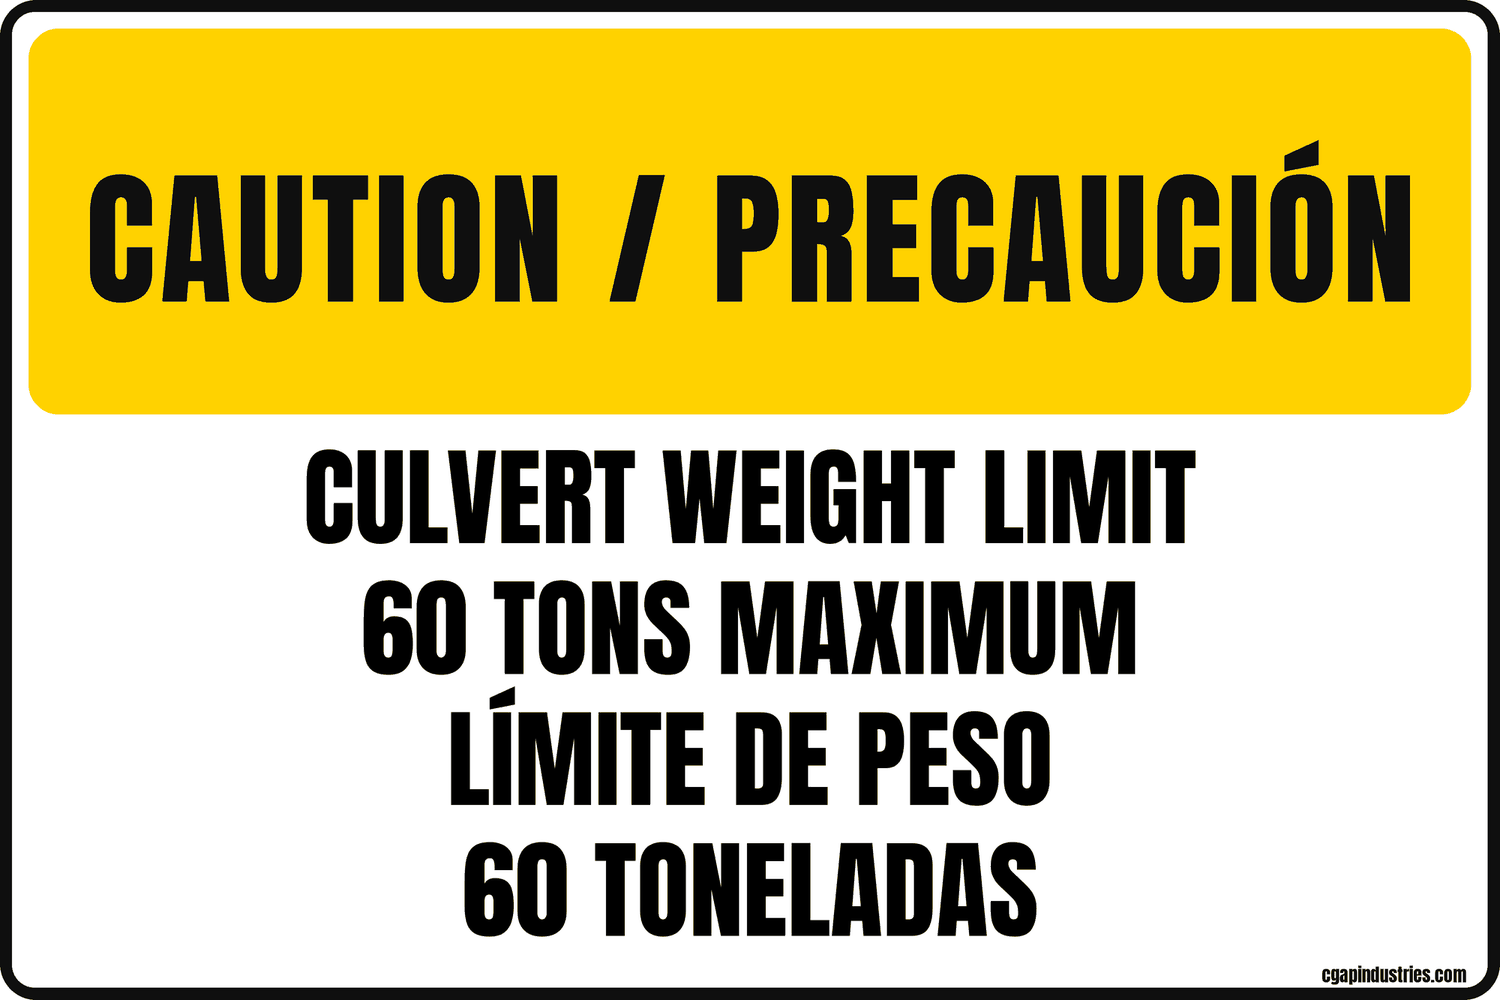 CAUTION / PRECAUCIÓN
CULVERT WEIGHT LIMIT
60 TONS MAXIMUM
LÍMITE DE PESO
60 TONELADAS
cgapindustries.com